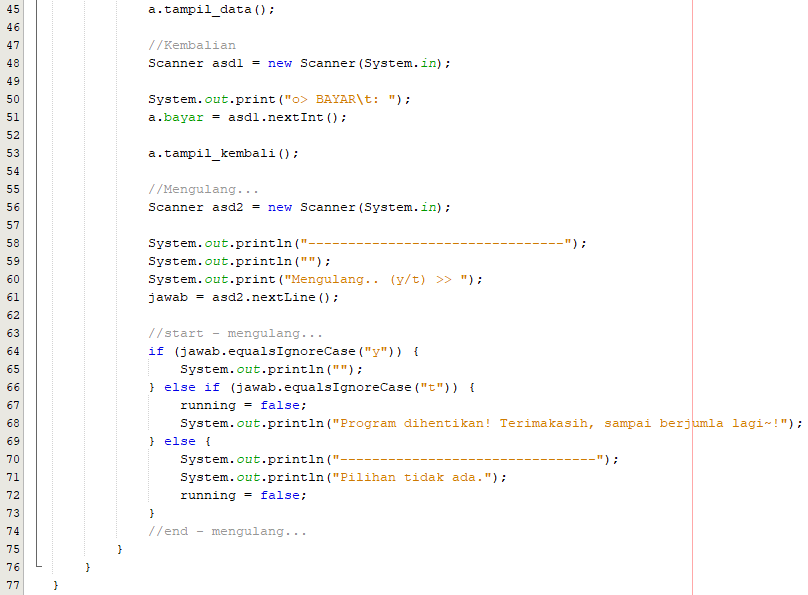 45 a.tampil_data();
46
47 //Kembalian
48 Scanner asd1 = new Scanner(System.in);
49
50 System.out.print("o> BAYAR\t: ");
51 a.bayar = asd1.nextInt();
52
53 a.tampil_kembali();
54
55 //Mengulang...
56 Scanner asd2 = new Scanner(System.in);
57
58 System.out.println("--------------------------------");
59 System.out.println("");
60 System.out.print("Mengulang.. (y/t) >> ");
61 jawab = asd2.nextLine();
62
63 //start - mengulang...
64 if (jawab.equalsIgnoreCase("y")) {
65 System.out.println("");
66 } else if (jawab.equalsIgnoreCase("t")) {
67 running = false;
68 System.out.println("Program dihentikan! Terimakasih, sampai berjumla lagi~!");
69 } else {
70 System.out.println("--------------------------------");
71 System.out.println("Pilihan tidak ada.");
72 running = false;
73 }
74 //end - mengulang...
75 }
76 }
77 }